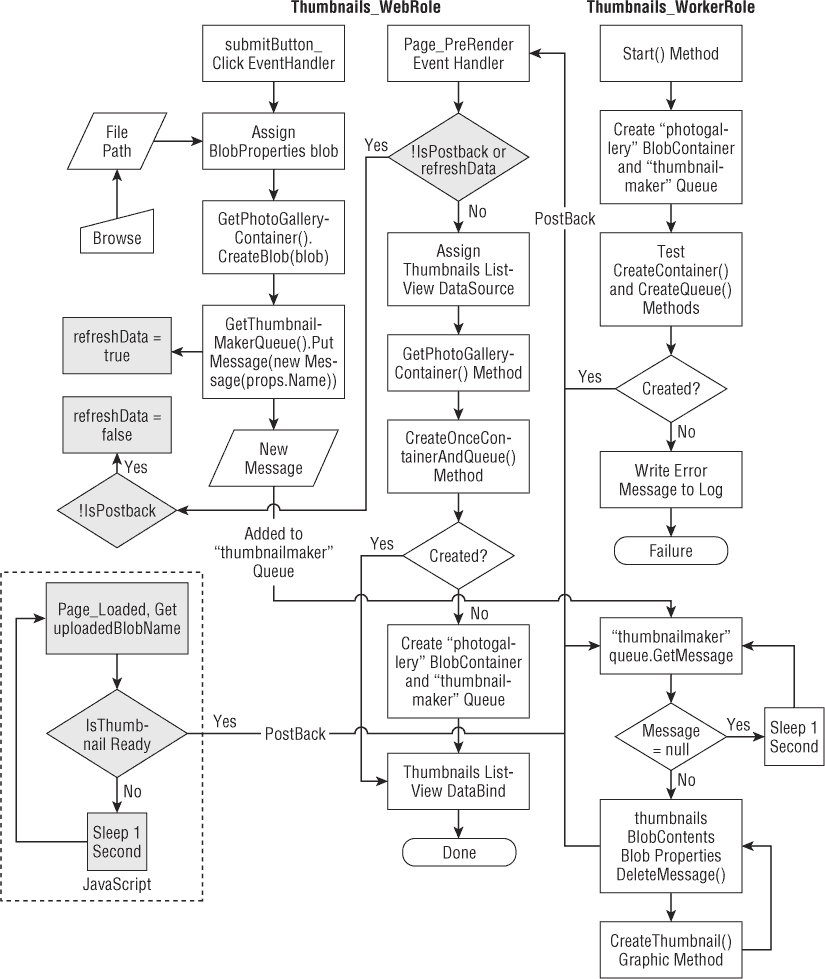 Thumbnails_WebRole
Thumbnails_WorkerRole
submitButton_
Click EventHandler
Page_PreRender
Event Handler
Start() Method
File
Path
Assign
BlobProperties blob
Yes
!IsPostback or
refreshData
Create “photogal-
lery” BlobContainer
and “thumbnail-
maker” Queue
Browse
GetPhotoGallery-
Container().
CreateBlob(blob)
No
PostBack
Assign
Thumbnails List-
View DataSource
Test
CreateContainer()
and CreateQueue()
Methods
refreshData =
true
GetThumbnail-
MakerQueue().Put
Message(new Mes-
sage(props.Name))
GetPhotoGallery-
Container() Method
Yes
Created?
refreshData =
false
No
Yes
New
Message
CreateOnceCon-
tainerAndQueue()
Method
Write Error
Message to Log
!IsPostback
Added to
“thumbnailmaker”
Queue
Yes
Created?
Failure
No
Page_Loaded, Get
uploadedBlobName
Create “photogal-
lery” BlobContainer
and “thumbnail-
maker” Queue
“thumbnailmaker”
queue.GetMessage
IsThumb-
nail Ready
Yes
PostBack
Message
= null
Yes
Sleep 1
Second
No
Thumbnails List-
View DataBind
No
Sleep 1
Second
JavaScript
Done
thumbnails
BlobContents
Blob Properties
DeleteMessage()
CreateThumbnail()
Graphic Method